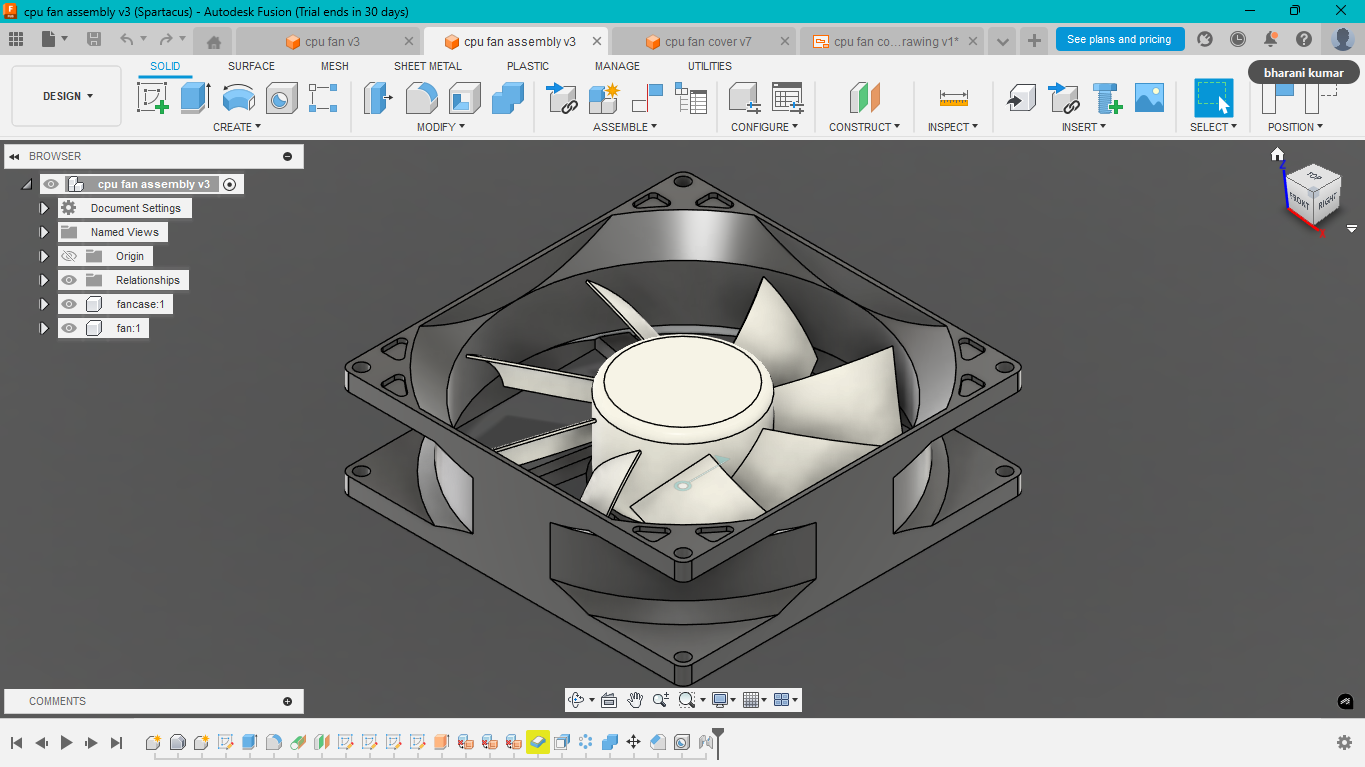 cpu fan assembly v3 (Spartacus) - Autodesk Fusion (Trial ends in 30 days)
cpu fan v3
cpu fan assembly v3
cpu fan cover v7
cpu fan co...rawing v1*
See plans and pricing
bharani kumar
DESIGN
SOLID
SURFACE
MESH
SHEET METAL
PLASTIC
MANAGE
UTILITIES
CREATE
MODIFY
ASSEMBLE
CONFIGURE
CONSTRUCT
INSPECT
INSERT
SELECT
POSITION
BROWSER
cpu fan assembly v3
Document Settings
Named Views
Origin
Relationships
fancase:1
fan:1
Z
TOP
FRONT
RIGHT
X
COMMENTS